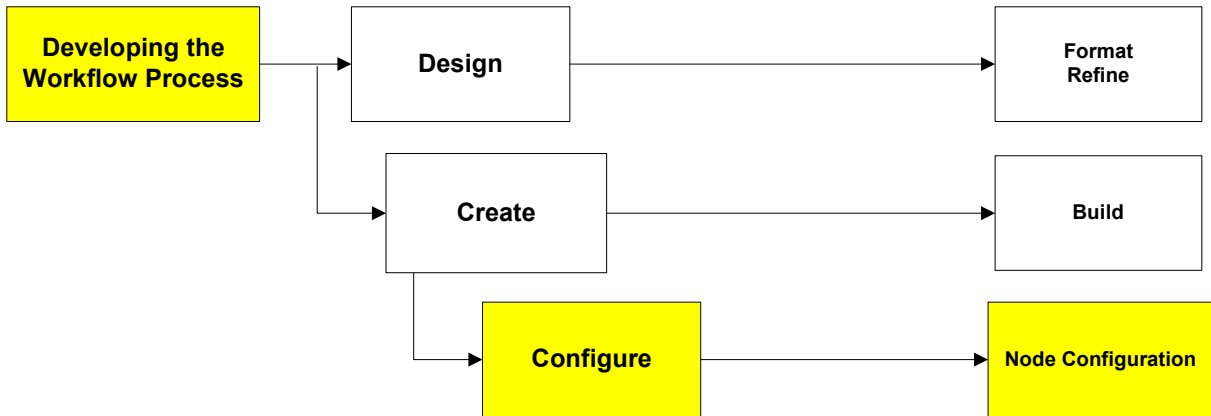 Developing the
Workflow Process
Design
Format
Refine
Create
Build
Configure
Node Configuration